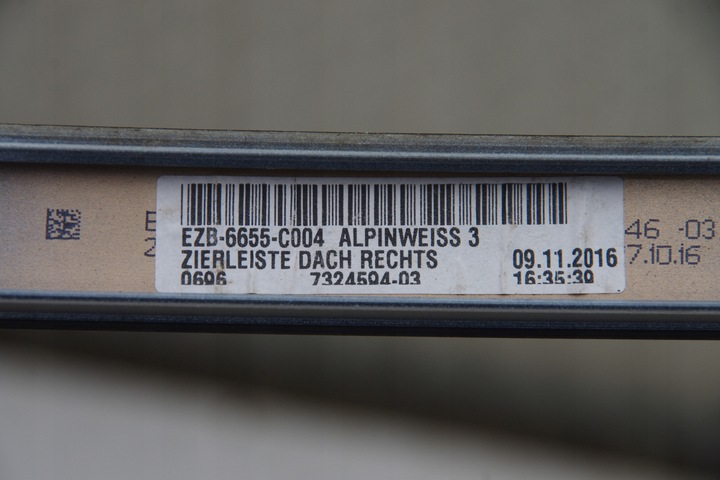 EZB-6655-C004 ALPINWEISS 3
ZIERLEISTE DACH RECHTS 09.11.2016
0696 7324594-03 16:35:39
46 -03
7.10.16